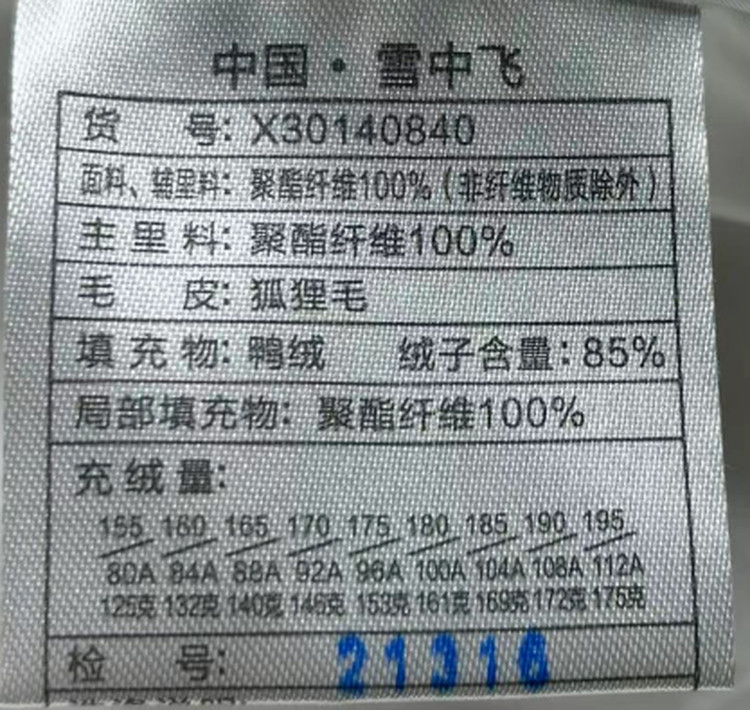 中国·雪中飞
货 号: X30140840
面料、辅里料: 聚酯纤维100%(非纤维物质除外)
主里料: 聚酯纤维100%
毛 皮: 狐狸毛
填充物: 鸭绒 绒子含量: 85%
局部填充物: 聚酯纤维100%
充绒量:
155 160 165 170 175 180 185 190 195
80A 84A 88A 92A 96A 100A 104A 108A 112A
125克 132克 140克 146克 153克 161克 169克 172克 175克
检 号: 21316